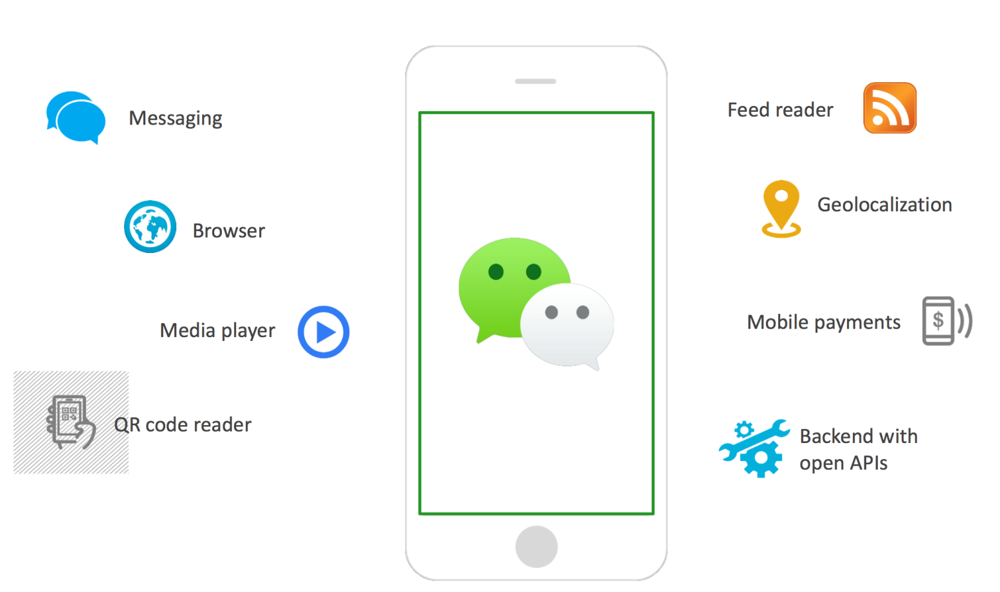 Messaging
Browser
Media player
QR code reader
Feed reader
Geolocalization
Mobile payments
$
Backend with
open APIs